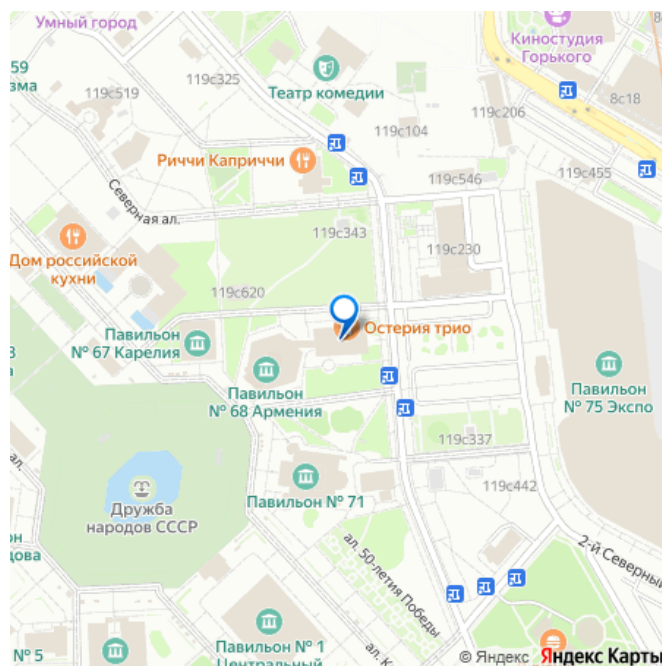 Умный город
Киностудия
Горького
59
зма
119с325
119с519
Театр комедии
8с18
119с206
119с104
Риччи Каприччи
119с455
119с546
Северная ал.
119с343
119с230
Дом российской
кухни
119с620
Остерия трио
Павильон
№ 67 Карелия
Павильон
№ 68 Армения
Павильон
№ 75 Экспо
119с337
119с442
Павильон № 71
Дружба
народов СССР
ал. 50-летия Победы
2-й Северный
Павильон № 1
Центральный
№ 5
© Яндекс Яндекс Карты